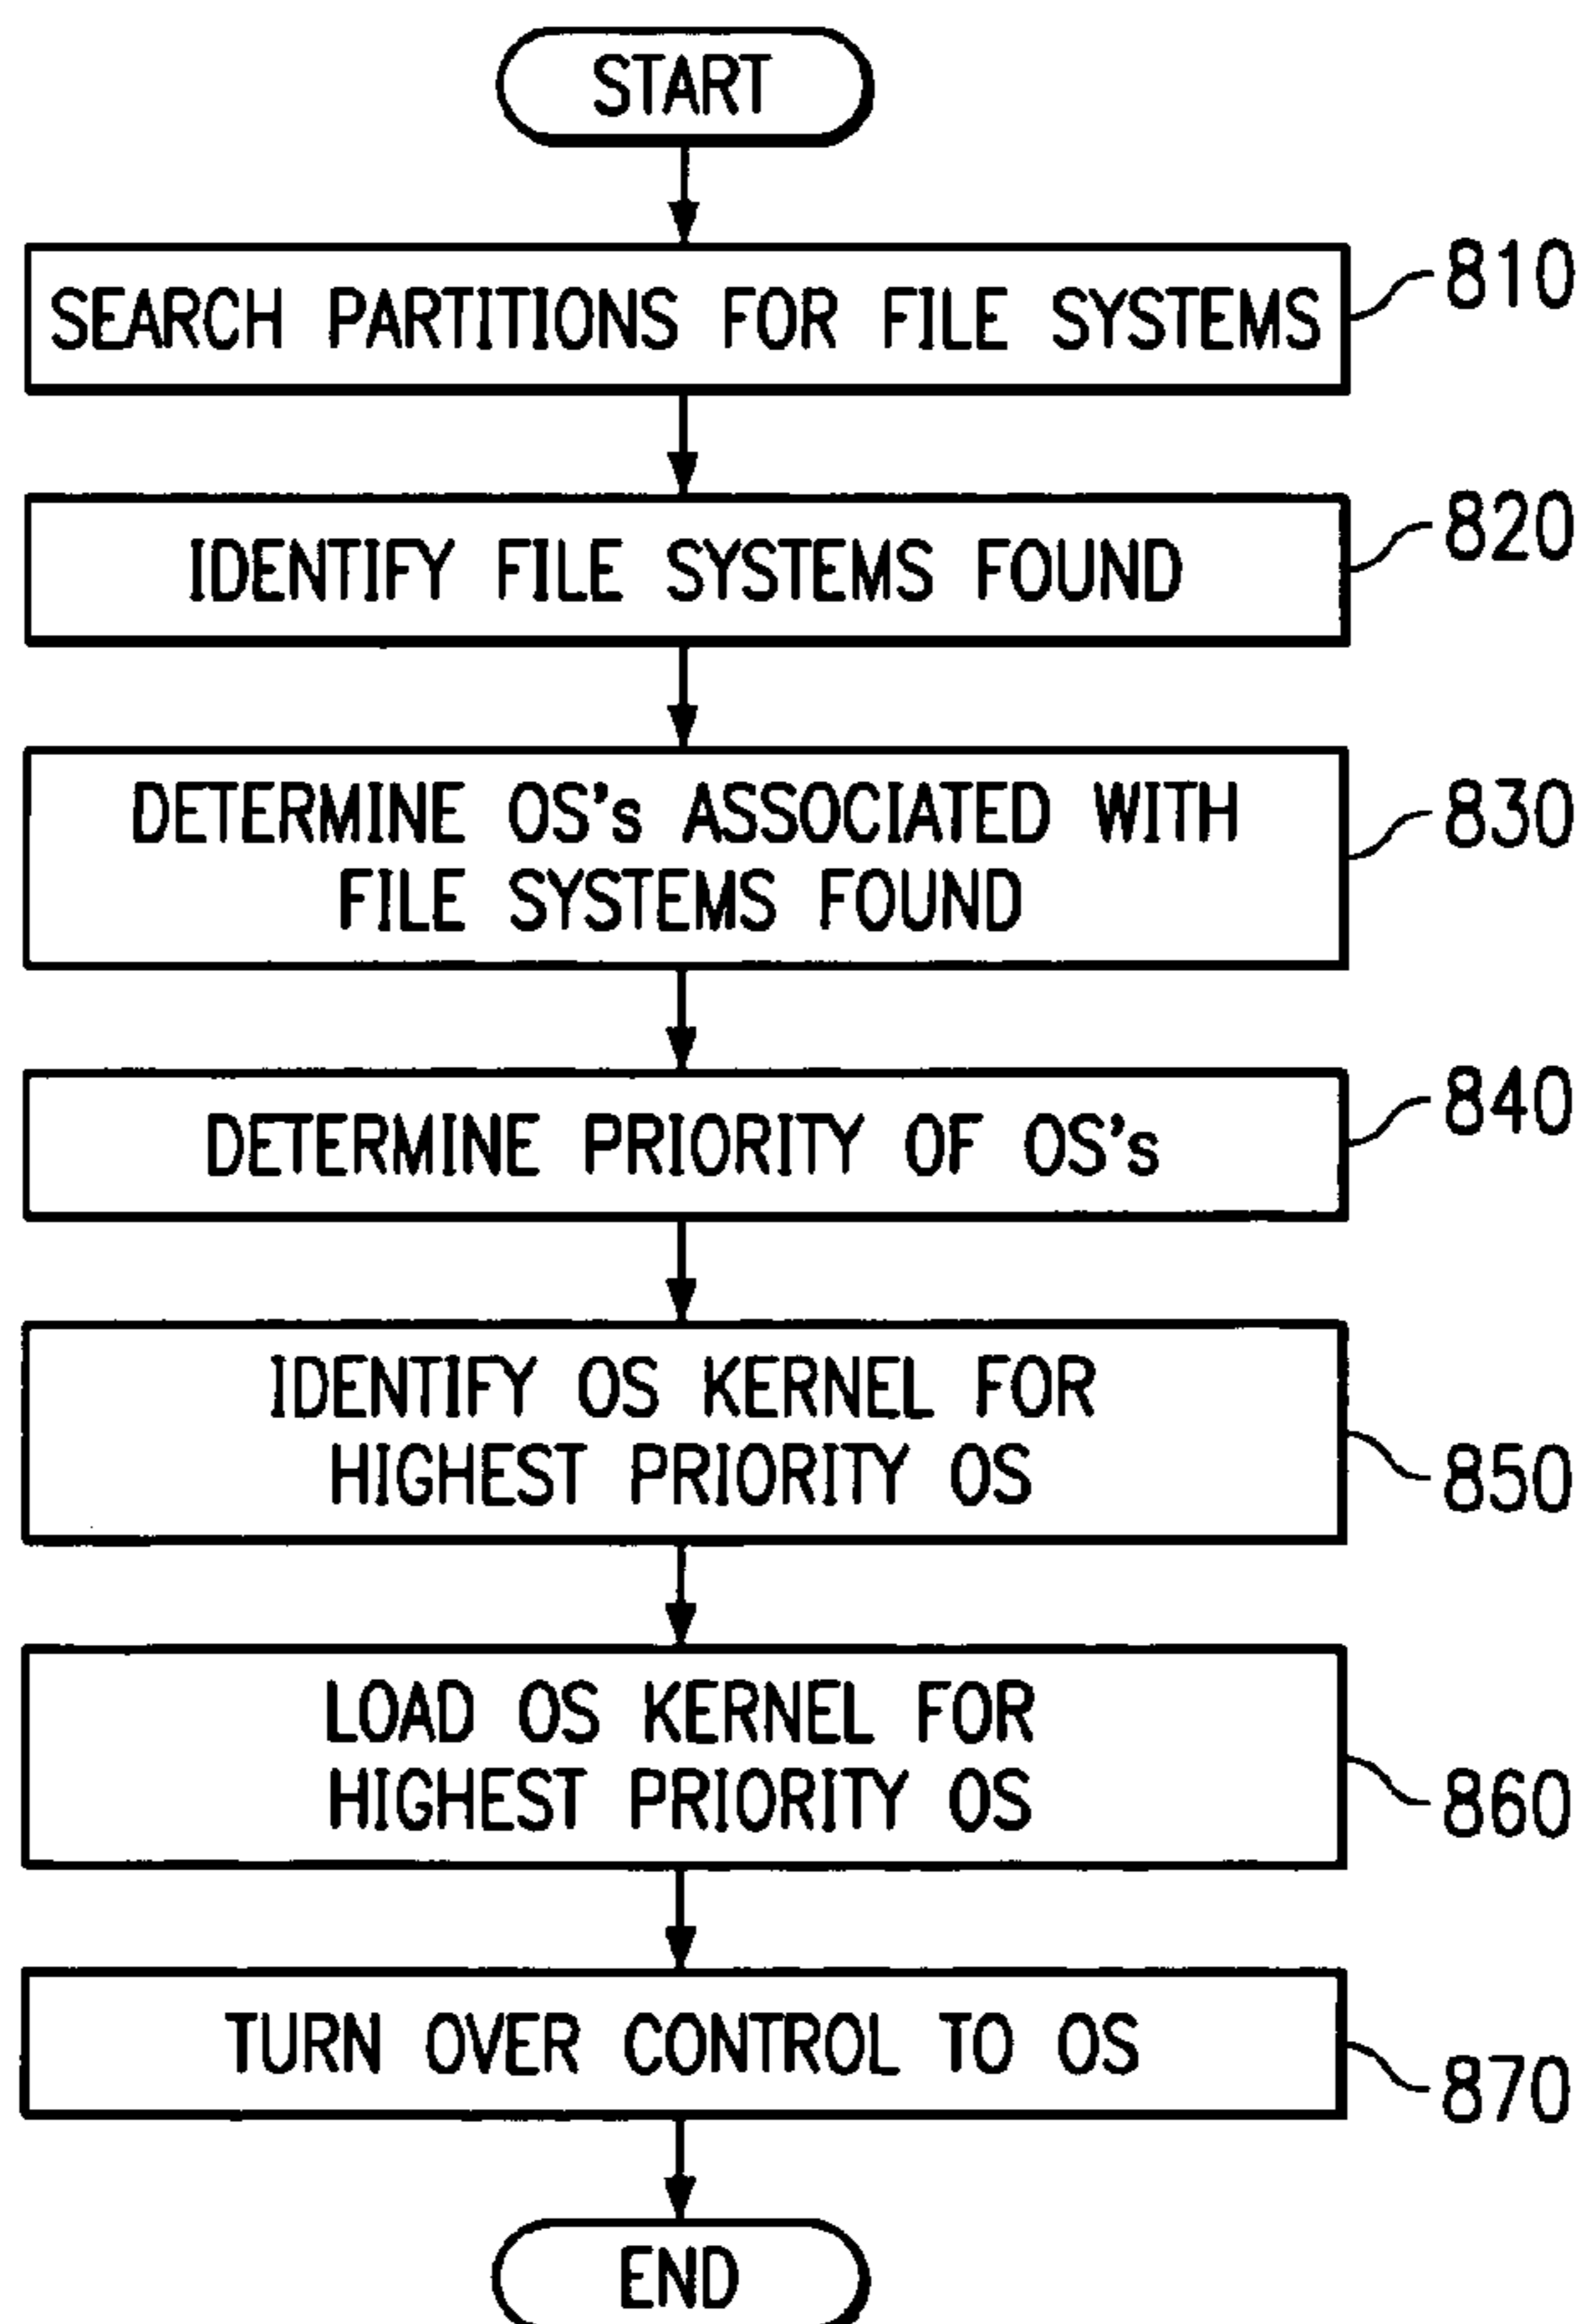 START
SEARCH PARTITIONS FOR FILE SYSTEMS
810
IDENTIFY FILE SYSTEMS FOUND
820
DETERMINE OS's ASSOCIATED WITH
FILE SYSTEMS FOUND
830
DETERMINE PRIORITY OF OS's
840
IDENTIFY OS KERNEL FOR
HIGHEST PRIORITY OS
850
LOAD OS KERNEL FOR
HIGHEST PRIORITY OS
860
TURN OVER CONTROL TO OS
870
END